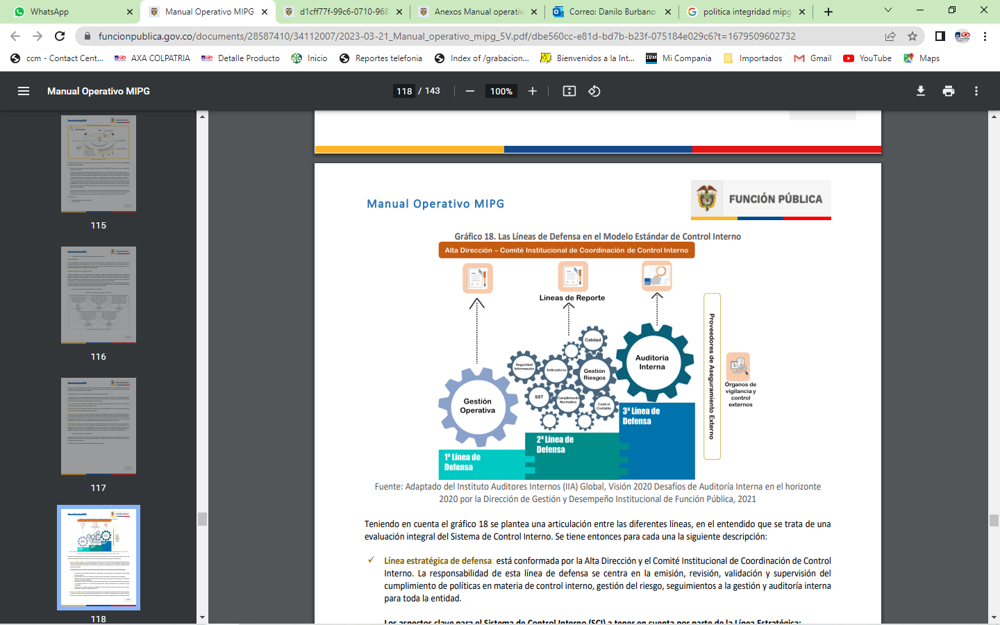 WhatsApp
Manual Operativo MIPG
d1cff77f-99c6-0710-968
Anexos Manual operativ
Correo: Danilo Burbano
politica integridad mipg
funcionpublica.gov.co/documents/28587410/34112007/2023-03-21_Manual_operativo_mipg_5V.pdf/dbe560cc-e81d-bd7b-b23f-075184e029c6?t=1679509602732
ccm - Contact Cent...
AXA COLPATRIA
Detalle Producto
Inicio
Reportes telefonia
Index of /grabacion...
Bienvenidos a la Int...
Mi Compania
Importados
Gmail
YouTube
Maps
Manual Operativo MIPG
118 / 143
100%
115
116
117
118
Manual Operativo MIPG
FUNCIÓN PÚBLICA
Gráfico 18. Las Líneas de Defensa en el Modelo Estándar de Control Interno
Alta Dirección – Comité Institucional de Coordinación de Control Interno
Líneas de Reporte
Calidad
Seguridad
Información
Indicadores
Gestión
Riesgos
SST
Cumplimiento
Normativo
Control
Contable
Auditoría
Interna
Gestión
Operativa
1ª Línea de
Defensa
2ª Línea de
Defensa
3ª Línea de
Defensa
Proveedores de Aseguramiento Externo
Órganos de
vigilancia y
control
externos
Fuente: Adaptado del Instituto Auditores Internos (IIA) Global, Visión 2020 Desafíos de Auditoría Interna en el horizonte
2020 por la Dirección de Gestión y Desempeño Institucional de Función Pública, 2021
Teniendo en cuenta el gráfico 18 se plantea una articulación entre las diferentes líneas, en el entendido que se trata de una
evaluación integral del Sistema de Control Interno. Se tiene entonces para cada una la siguiente descripción:
✓ Línea estratégica de defensa: está conformada por la Alta Dirección y el Comité Institucional de Coordinación de Control
Interno. La responsabilidad de esta línea de defensa se centra en la emisión, revisión, validación y supervisión del
cumplimiento de políticas en materia de control interno, gestión del riesgo, seguimientos a la gestión y auditoría interna
para toda la entidad.
Los aspectos clave para el Sistema de Control Interno (SCI) a tener en cuenta por parte de la Línea Estratégica: